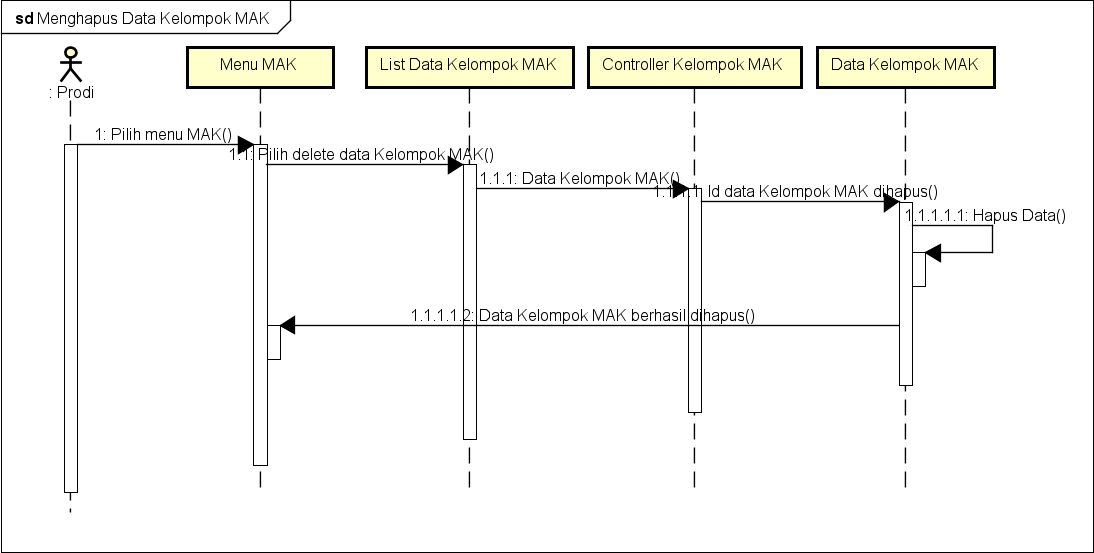 sd Menghapus Data Kelompok MAK
: Prodi
Menu MAK
List Data Kelompok MAK
Controller Kelompok MAK
Data Kelompok MAK
1: Pilih menu MAK()
1.1: Pilih delete data Kelompok MAK()
1.1.1: Data Kelompok MAK()
1.1.1.1: Id data Kelompok MAK dihapus()
1.1.1.1.1: Hapus Data()
1.1.1.1.2: Data Kelompok MAK berhasil dihapus()